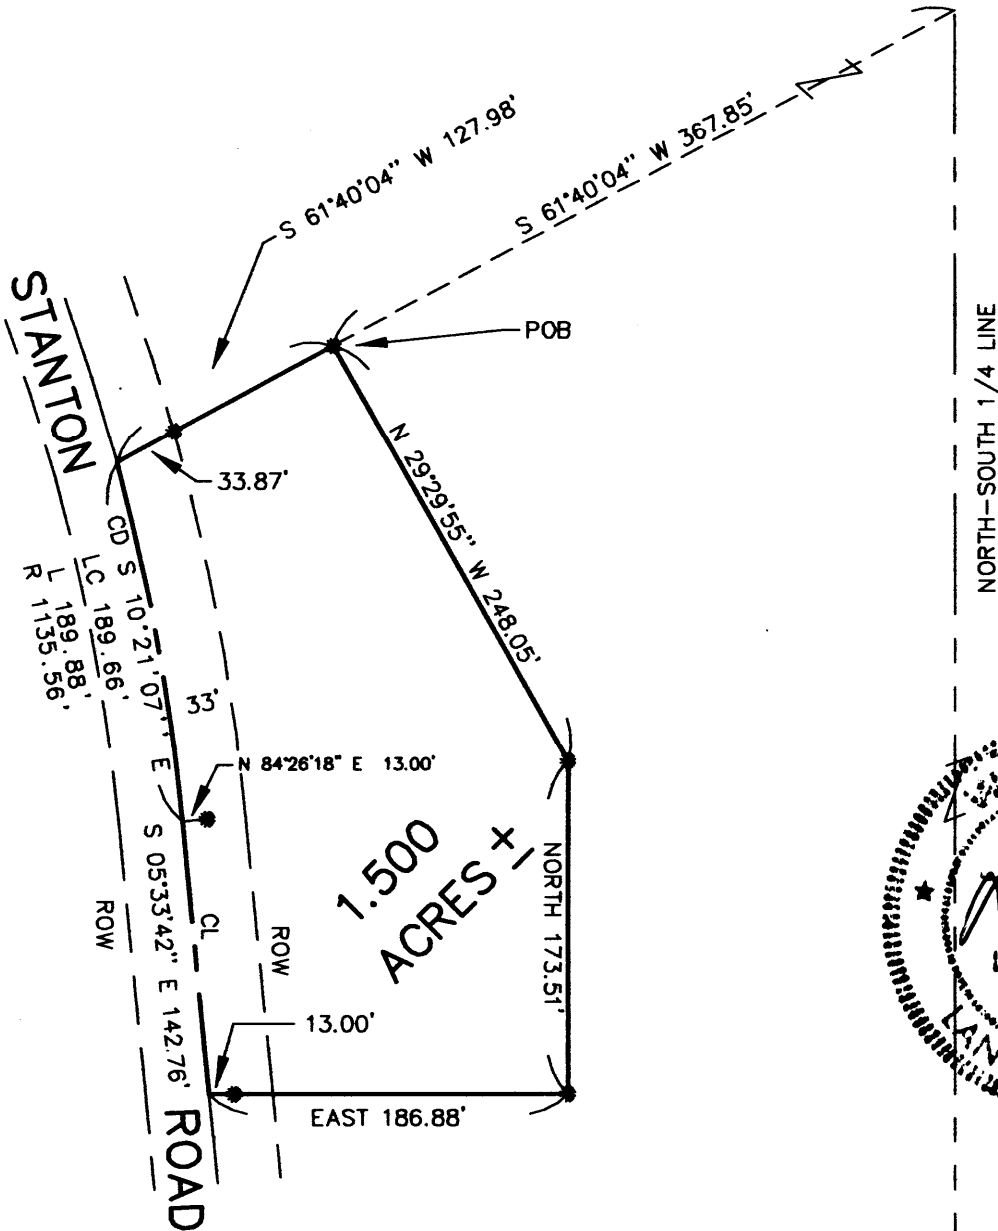 S 61°40'04" W 127.98'
S 61°40'04" W 367.85'
POB
NORTH-SOUTH 1/4 LINE
STANTON
33.87'
N 29°29'55" W 248.05'
CD S 10°21'07" E
LC 189.66'
L 189.88'
R 1135.56'
33'
N 84°26'18" E 13.00'
1.500
ACRES ±
NORTH 173.51'
S 05°33'42" E 142.76'
CL
ROW
ROW
13.00'
EAST 186.88'
ROAD
LAN